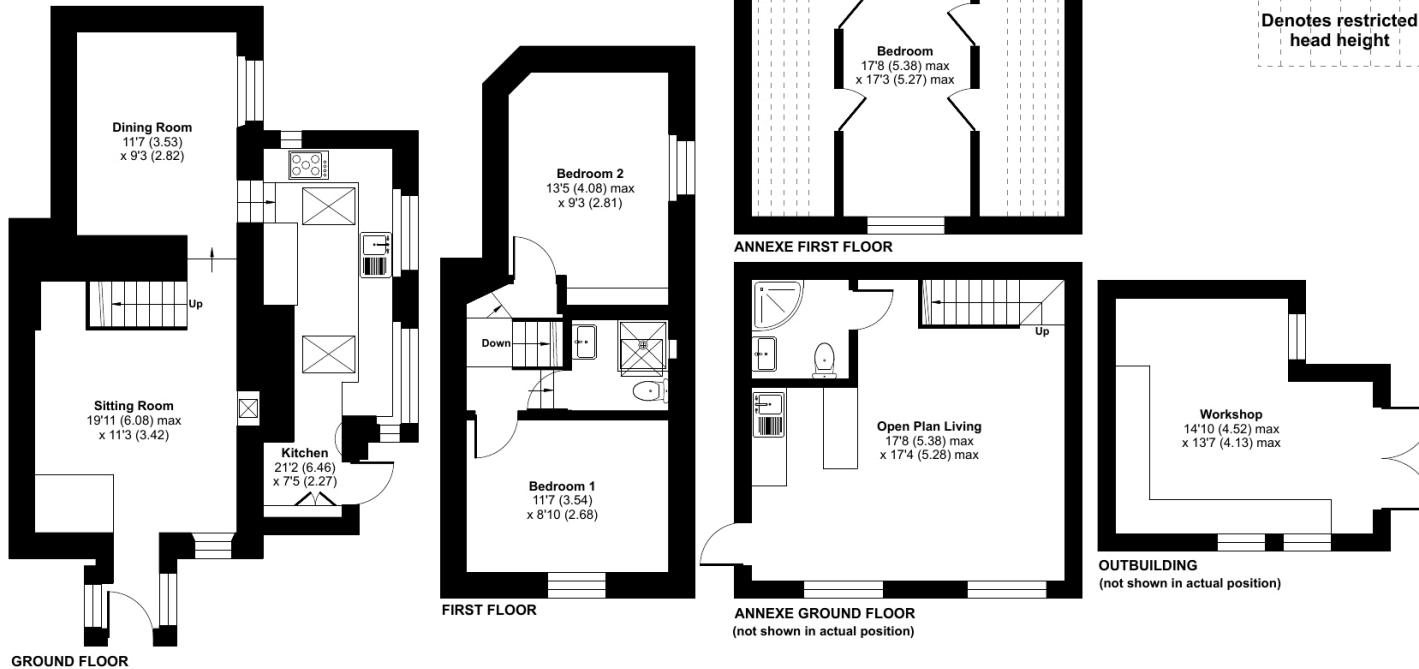 Dining Room
11'7 (3.53)
x 9'3 (2.82)
Up
Sitting Room
19'11 (6.08) max
x 11'3 (3.42)
Kitchen
21'2 (6.46)
x 7'5 (2.27)
GROUND FLOOR
Bedroom 2
13'5 (4.08) max
x 9'3 (2.81)
Down
Bedroom 1
11'7 (3.54)
x 8'10 (2.68)
FIRST FLOOR
Bedroom
17'8 (5.38) max
x 17'3 (5.27) max
ANNEXE FIRST FLOOR
Up
Open Plan Living
17'8 (5.38) max
x 17'4 (5.28) max
ANNEXE GROUND FLOOR
(not shown in actual position)
Denotes restricted
head height
Workshop
14'10 (4.52) max
x 13'7 (4.13) max
OUTBUILDING
(not shown in actual position)